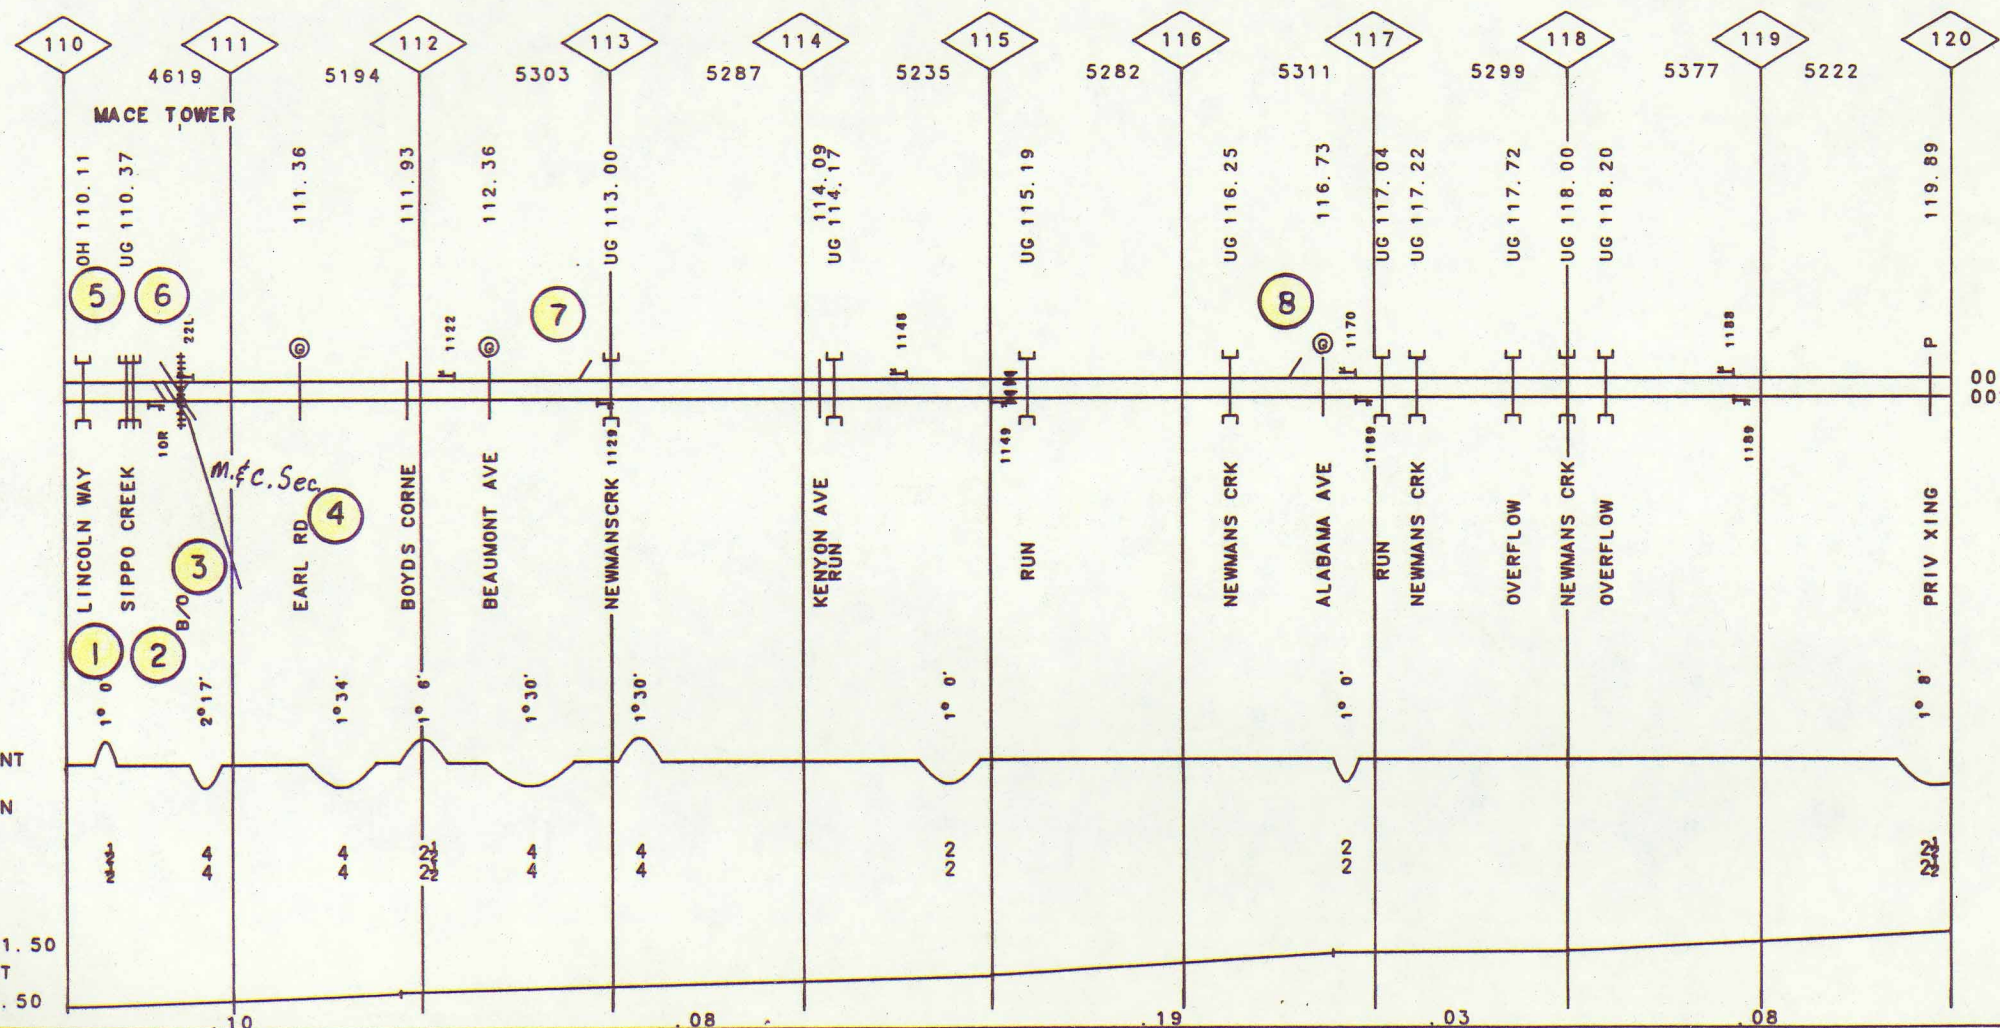 110 111 112 113 114 115 116 117 118 119 120
4619 5194 5303 5287 5235 5282 5311 5299 5377 5222
MACE TOWER
OH 110.11
UG 110.37
111.36
111.93
112.36
UG 113.00
114.09
UG 114.17
UG 115.19
UG 116.25
116.73
UG 117.04
UG 117.22
UG 117.72
UG 118.00
UG 118.20
119.89
5 6 7 8
22L
1122
1148
1170
1188
P
G G G
00
00
10R
1129
1149
1189
1189
M.&C. Sec.
4
3
LINCOLN WAY
SIPPO CREEK
B/O
EARL RD
BOYDS CORNE
BEAUMONT AVE
NEWMANSCRK
KENYON AVE
RUN
RUN
NEWMANS CRK
ALABAMA AVE
RUN
NEWMANS CRK
OVERFLOW
NEWMANS CRK
OVERFLOW
PRIV XING
1 2
1° 0' 2°17' 1°34' 1° 6' 1°30' 1°30' 1° 0' 1° 0' 1° 8'
NT
N
4 4 4 4 2 2
4 4 4 4 2 2
1.50
T
.50
.10 .08 .19 .03 .08